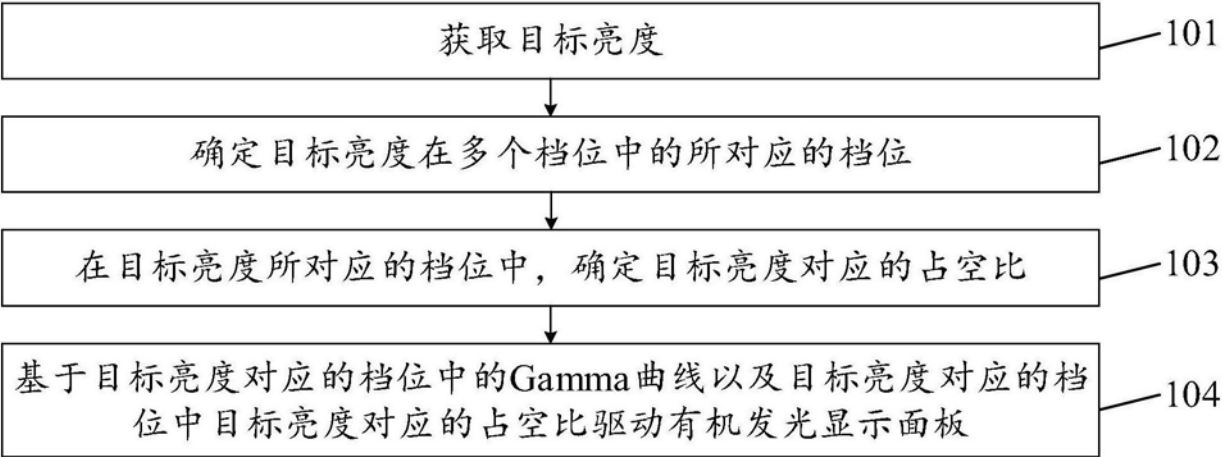 获取目标亮度
101
确定目标亮度在多个档位中的所对应的档位
102
在目标亮度所对应的档位中，确定目标亮度对应的占空比
103
基于目标亮度对应的档位中的Gamma曲线以及目标亮度对应的档
位中目标亮度对应的占空比驱动有机发光显示面板
104